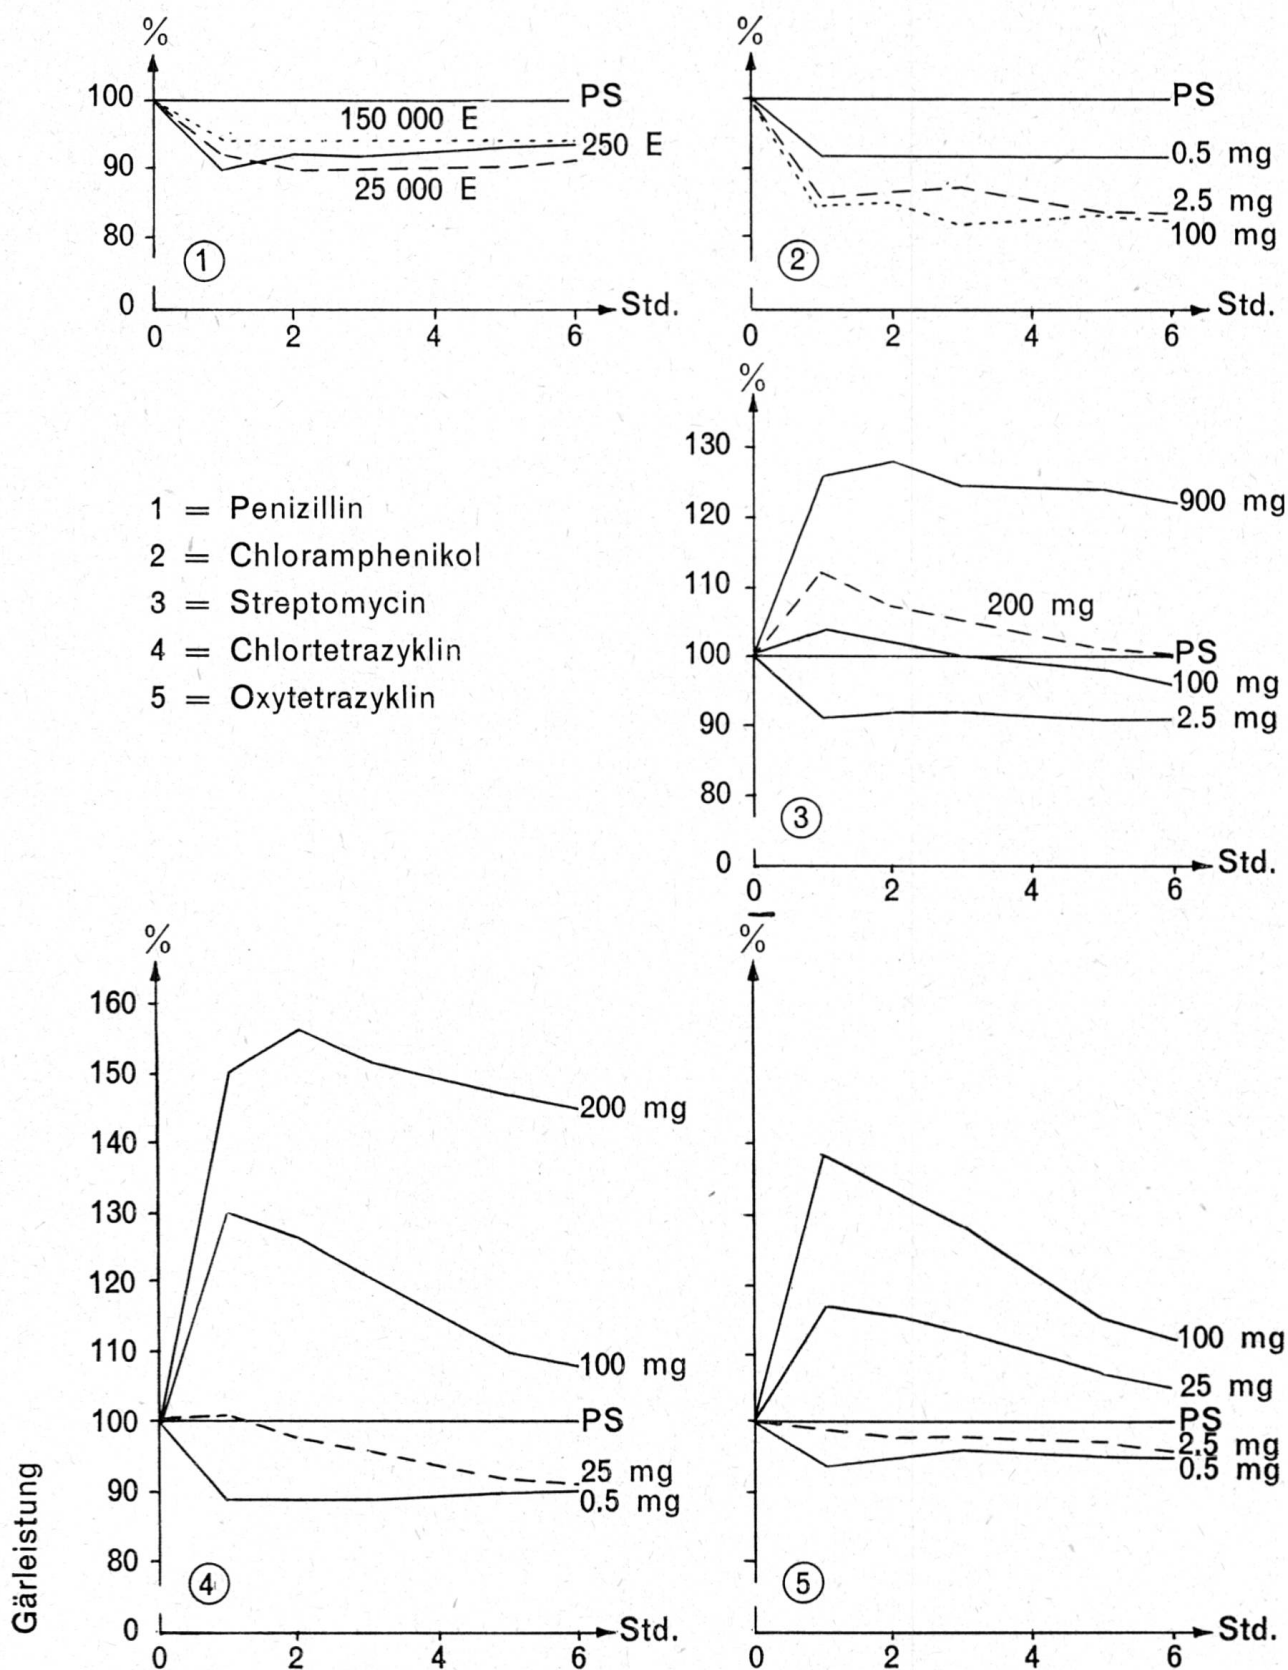 %
100
90
80
0
PS
150 000 E
250 E
25 000 E
1
0 2 4 6
Std.
%
PS
0.5 mg
2.5 mg
100 mg
2
0 2 4 6
Std.
1 = Penizillin
2 = Chloramphenikol
3 = Streptomycin
4 = Chlortetrazyklin
5 = Oxytetrazyklin
%
130
120
110
100
90
80
0
900 mg
200 mg
PS
100 mg
2.5 mg
3
0 2 4 6
Std.
Gärleistung
%
160
150
140
130
120
110
100
90
80
0
200 mg
100 mg
PS
25 mg
0.5 mg
4
0 2 4 6
Std.
%
100 mg
25 mg
PS
2.5 mg
0.5 mg
5
0 2 4 6
Std.